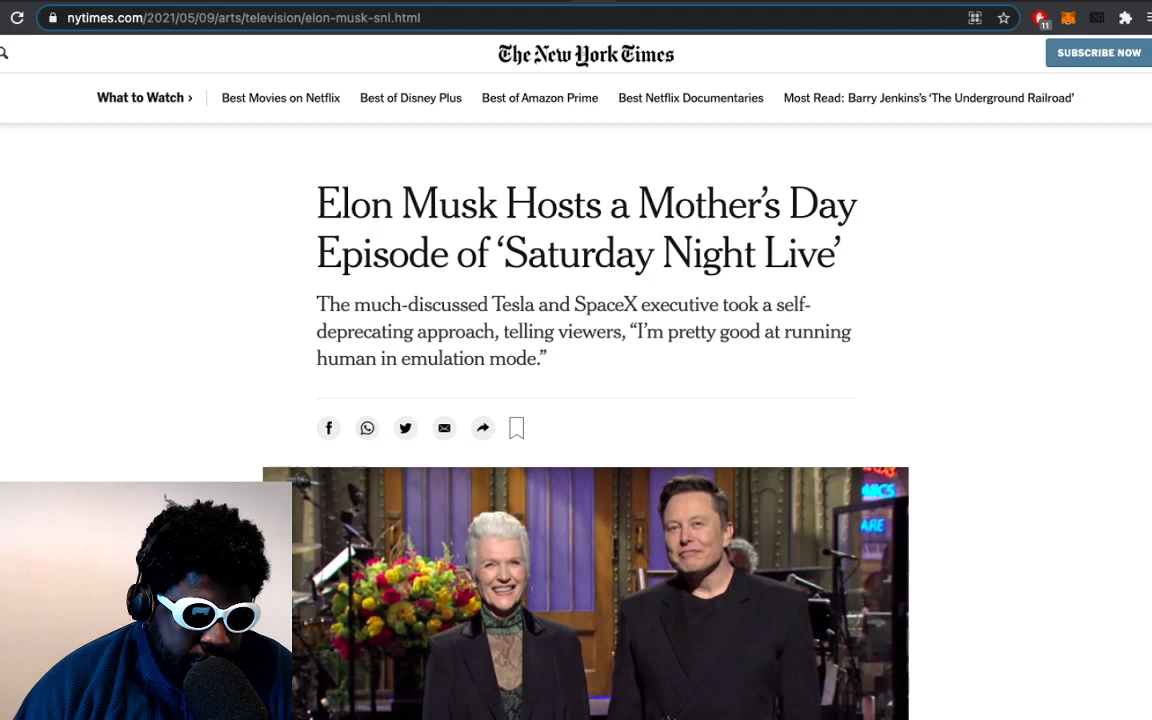 nytimes.com/2021/05/09/arts/television/elon-musk-snl.html
11
The New York Times
SUBSCRIBE NOW
What to Watch ›
Best Movies on Netflix
Best of Disney Plus
Best of Amazon Prime
Best Netflix Documentaries
Most Read: Barry Jenkins's ‘The Underground Railroad’
Elon Musk Hosts a Mother’s Day
Episode of ‘Saturday Night Live’
The much-discussed Tesla and SpaceX executive took a self-
deprecating approach, telling viewers, “I’m pretty good at running
human in emulation mode.”